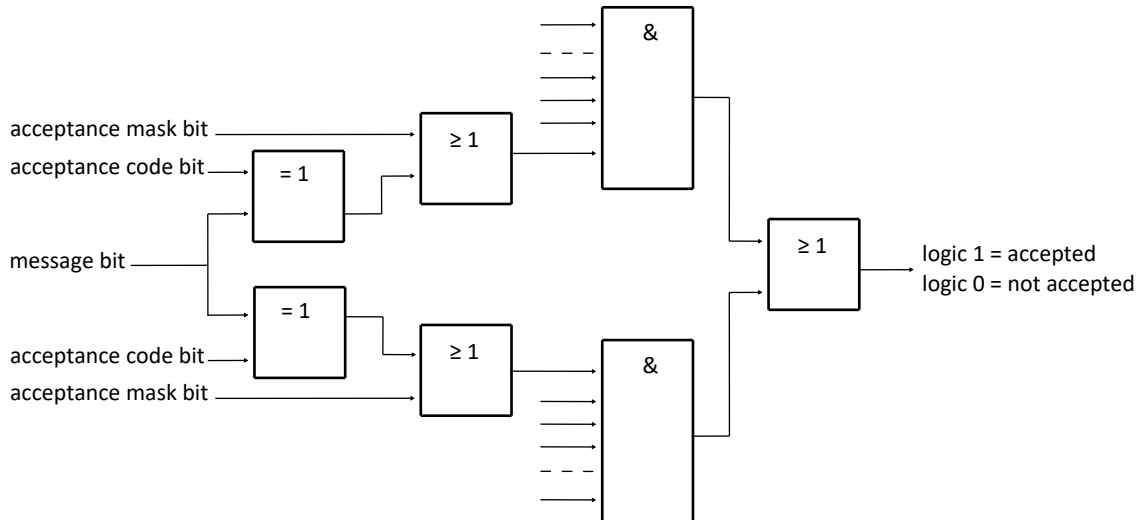 &
acceptance mask bit
≥ 1
acceptance code bit
= 1
≥ 1
message bit
logic 1 = accepted
logic 0 = not accepted
= 1
≥ 1
acceptance code bit
&
acceptance mask bit